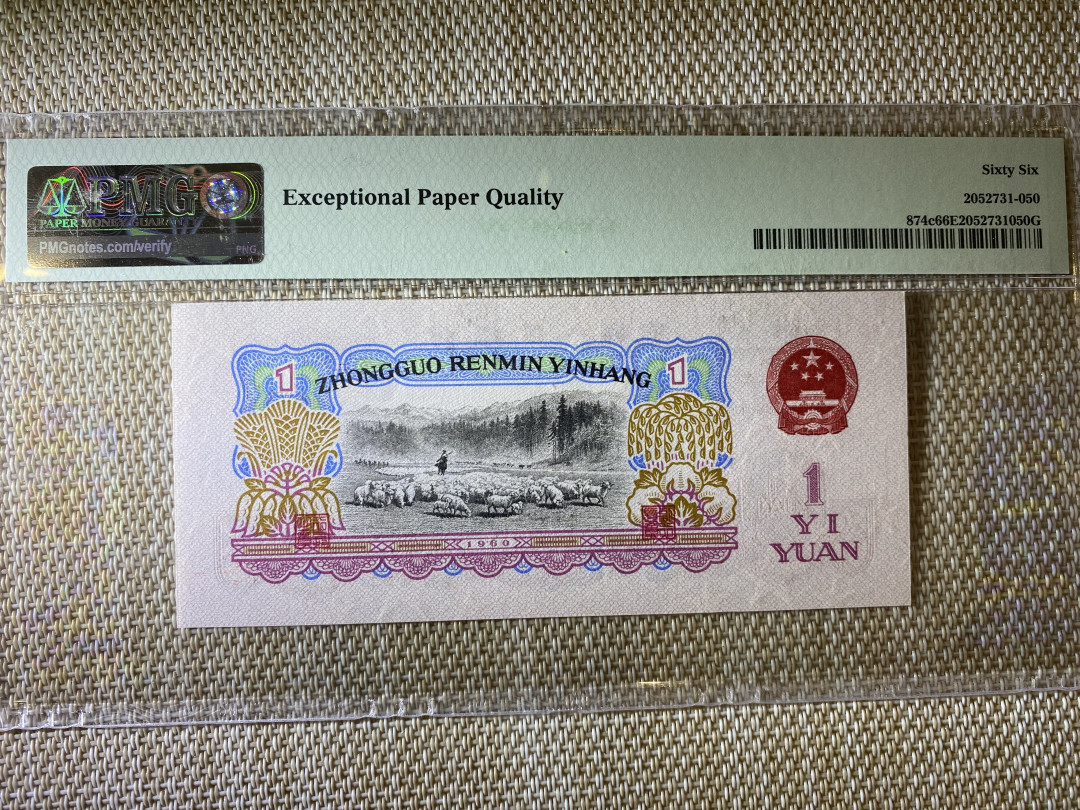 PMG
PAPER MONEY GUARANTY
PMGnotes.com/verify
PNG
Exceptional Paper Quality
Sixty Six
2052731-050
874c66E2052731050G
1
ZHONGGUO RENMIN YINHANG
1
1960
1
YI
YUAN